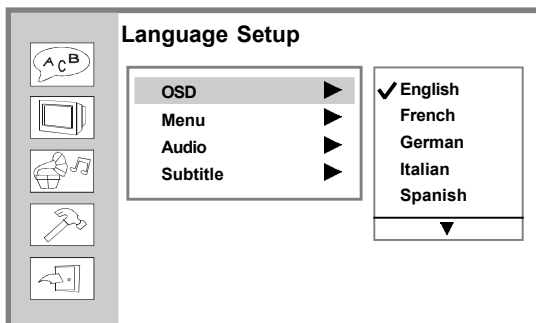 Language Setup
A C B
OSD
Menu
Audio
Subtitle
English
French
German
Italian
Spanish